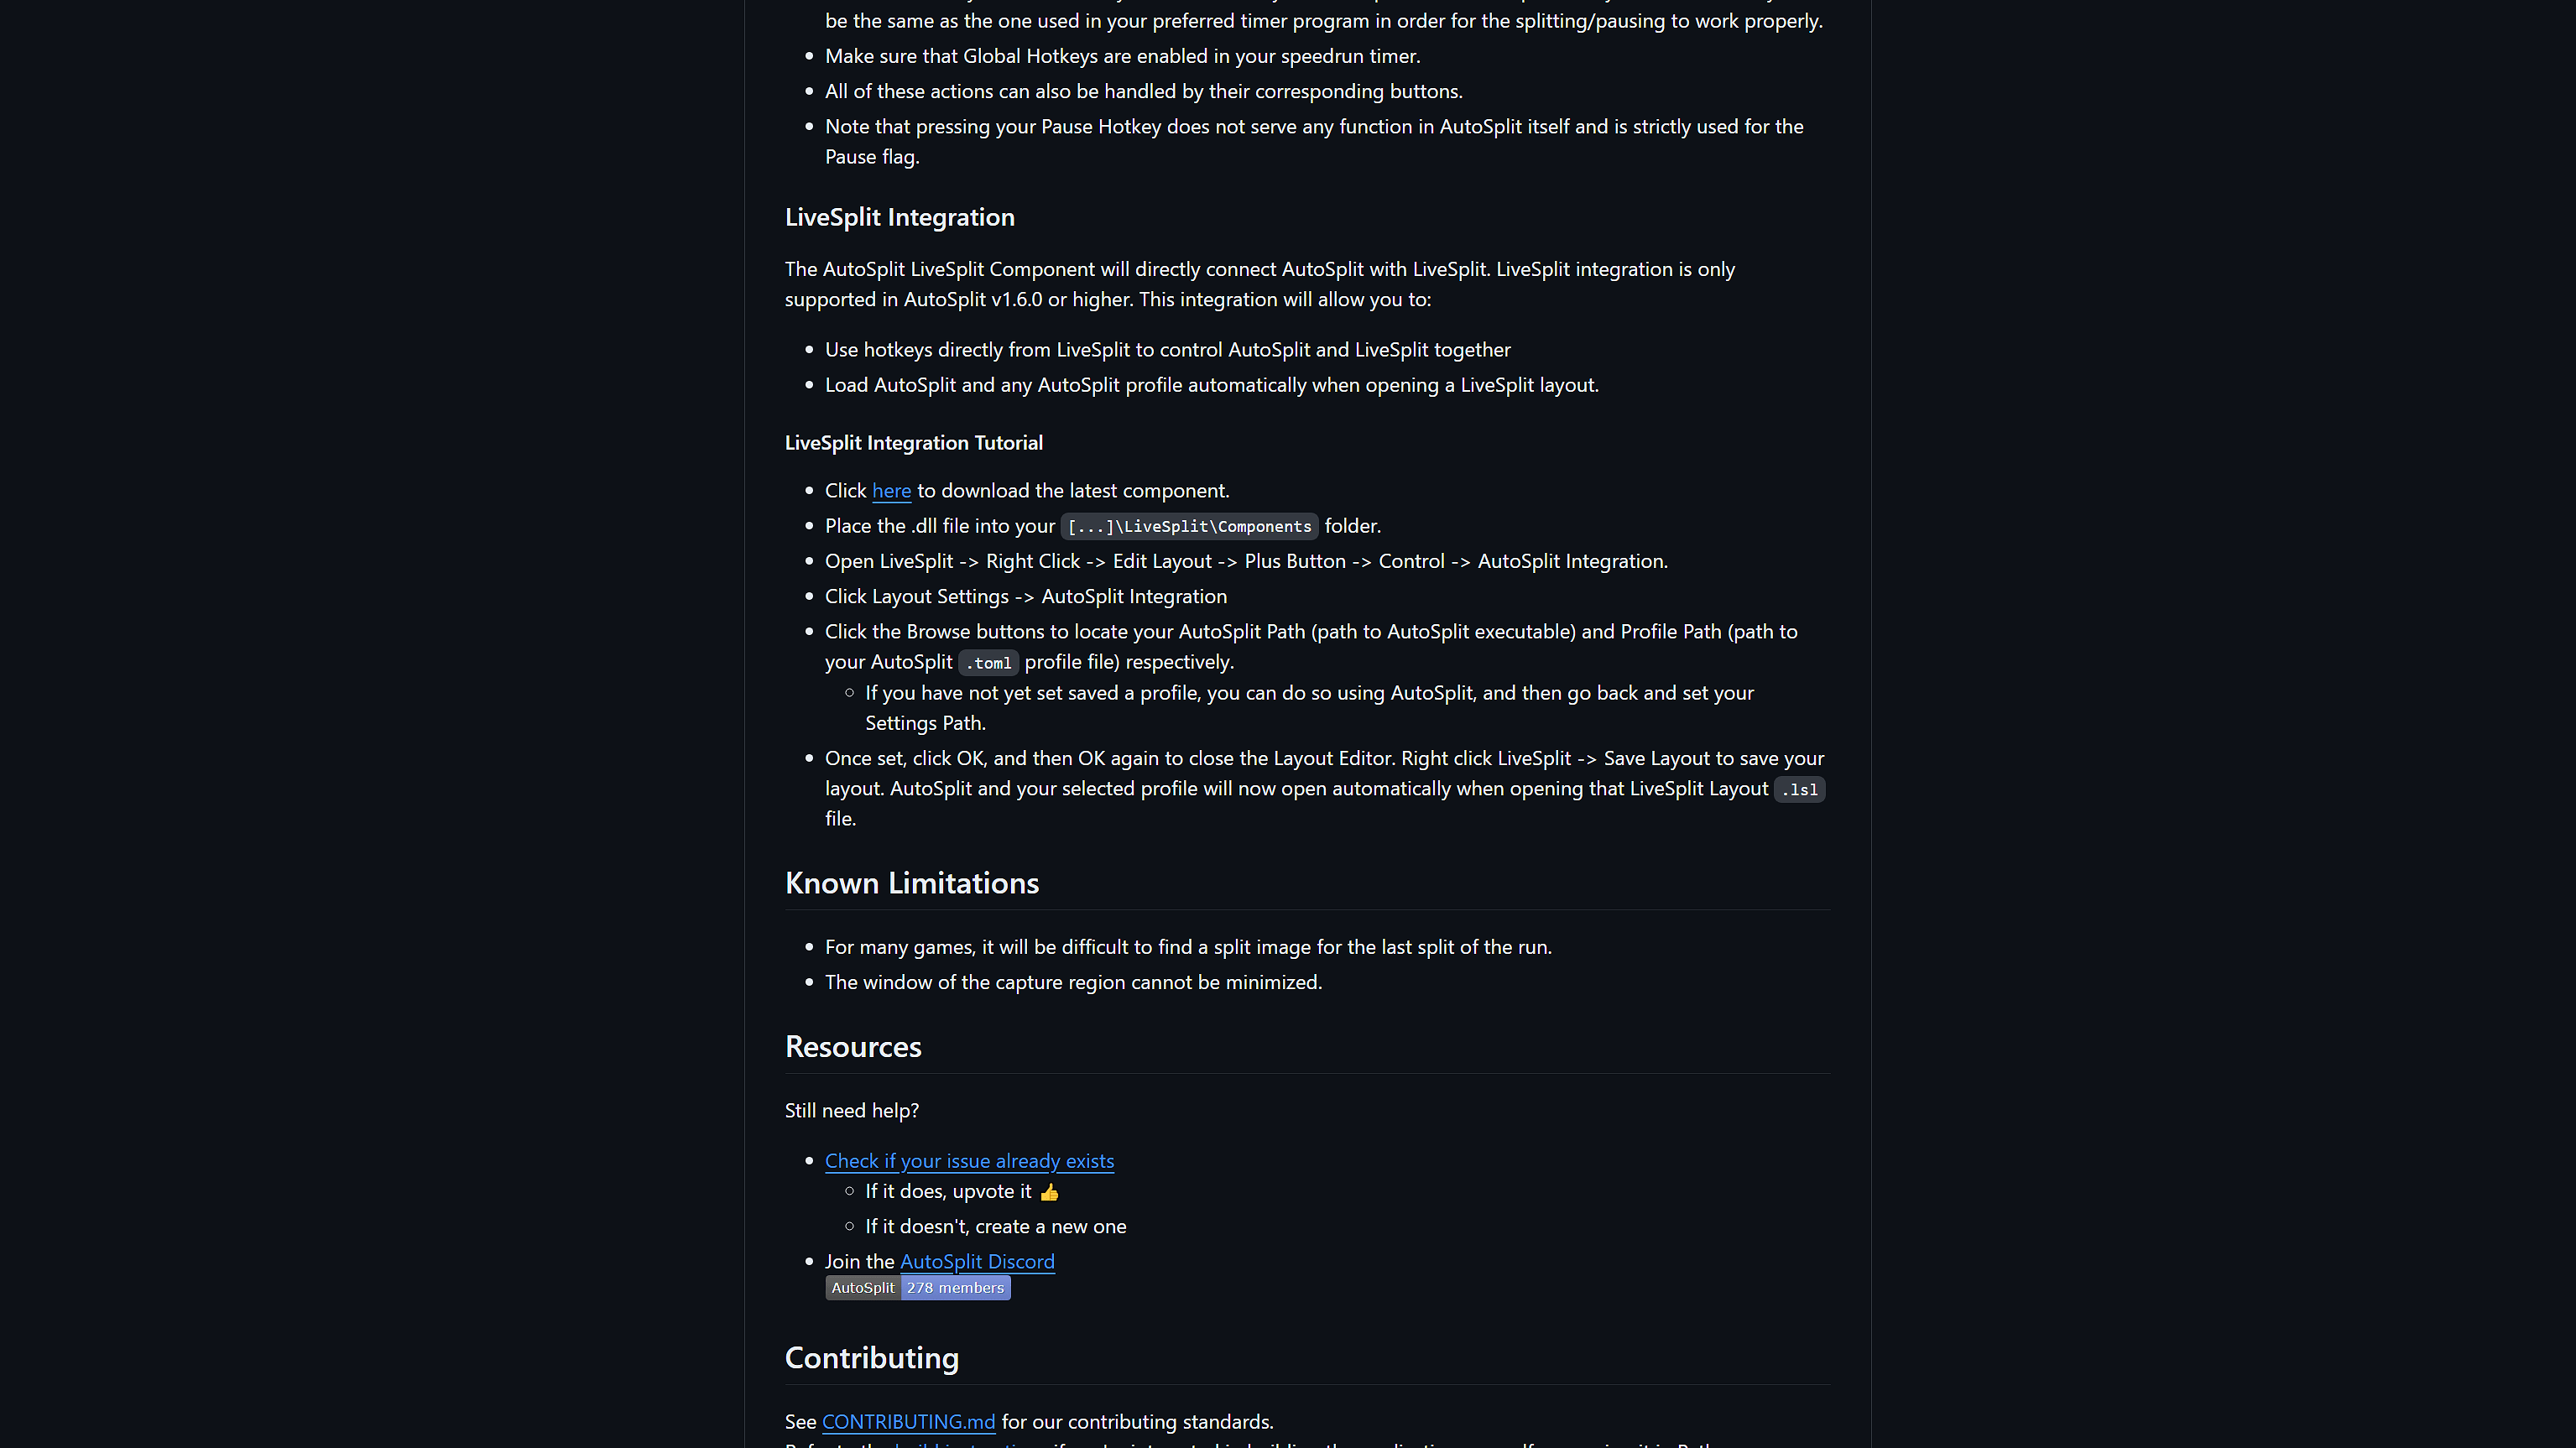 be the same as the one used in your preferred timer program in order for the splitting/pausing to work properly.
Make sure that Global Hotkeys are enabled in your speedrun timer.
All of these actions can also be handled by their corresponding buttons.
Note that pressing your Pause Hotkey does not serve any function in AutoSplit itself and is strictly used for the
Pause flag.
LiveSplit Integration
The AutoSplit LiveSplit Component will directly connect AutoSplit with LiveSplit. LiveSplit integration is only
supported in AutoSplit v1.6.0 or higher. This integration will allow you to:
Use hotkeys directly from LiveSplit to control AutoSplit and LiveSplit together
Load AutoSplit and any AutoSplit profile automatically when opening a LiveSplit layout.
LiveSplit Integration Tutorial
Click here to download the latest component.
Place the .dll file into your [...]\LiveSplit\Components folder.
Open LiveSplit -> Right Click -> Edit Layout -> Plus Button -> Control -> AutoSplit Integration.
Click Layout Settings -> AutoSplit Integration
Click the Browse buttons to locate your AutoSplit Path (path to AutoSplit executable) and Profile Path (path to
your AutoSplit .toml profile file) respectively.
If you have not yet set saved a profile, you can do so using AutoSplit, and then go back and set your
Settings Path.
Once set, click OK, and then OK again to close the Layout Editor. Right click LiveSplit -> Save Layout to save your
layout. AutoSplit and your selected profile will now open automatically when opening that LiveSplit Layout .lsl
file.
Known Limitations
For many games, it will be difficult to find a split image for the last split of the run.
The window of the capture region cannot be minimized.
Resources
Still need help?
Check if your issue already exists
If it does, upvote it 👍
If it doesn't, create a new one
Join the AutoSplit Discord
AutoSplit 278 members
Contributing
See CONTRIBUTING.md for our contributing standards.